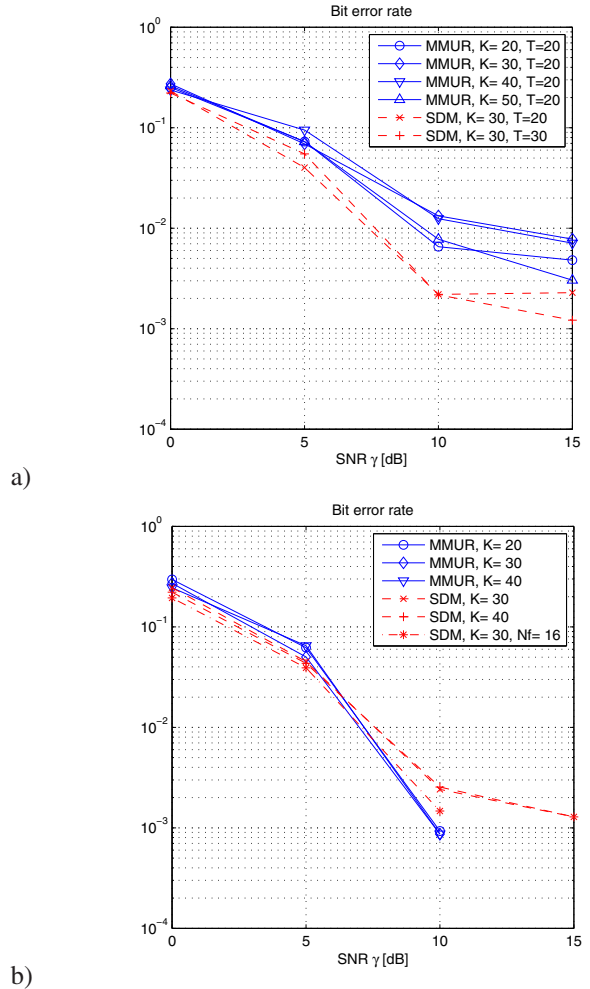 Bit error rate
10^0
10^-1
10^-2
10^-3
10^-4
MMUR, K= 20, T=20
MMUR, K= 30, T=20
MMUR, K= 40, T=20
MMUR, K= 50, T=20
SDM, K= 30, T=20
SDM, K= 30, T=30
0 5 10 15
SNR γ [dB]
a)
Bit error rate
10^0
10^-1
10^-2
10^-3
10^-4
MMUR, K= 20
MMUR, K= 30
MMUR, K= 40
SDM, K= 30
SDM, K= 40
SDM, K= 30, Nf= 16
0 5 10 15
SNR γ [dB]
b)